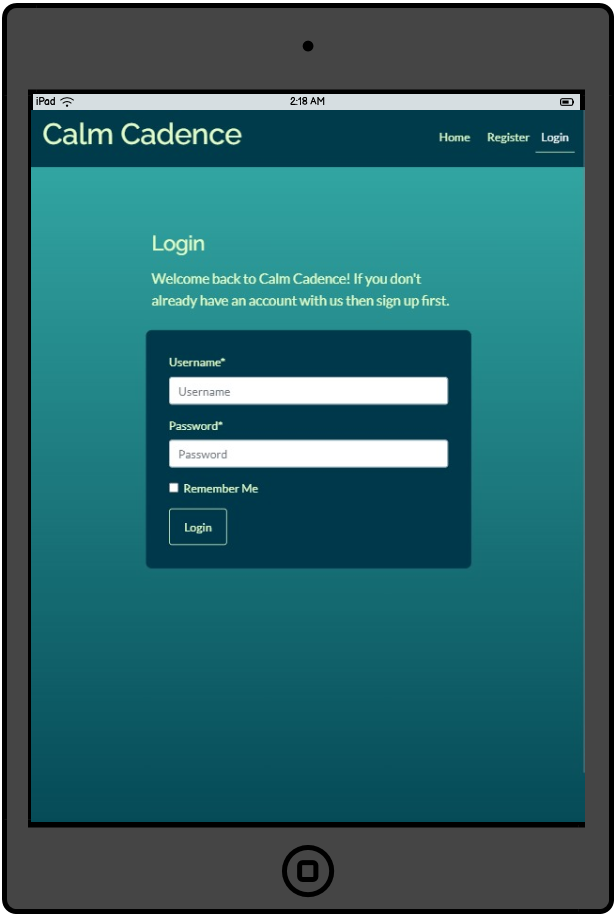 iPad 2:18 AM
Calm Cadence
Home Register Login
Login
Welcome back to Calm Cadence! If you don't
already have an account with us then sign up first.
Username*
Username
Password*
Password
Remember Me
Login